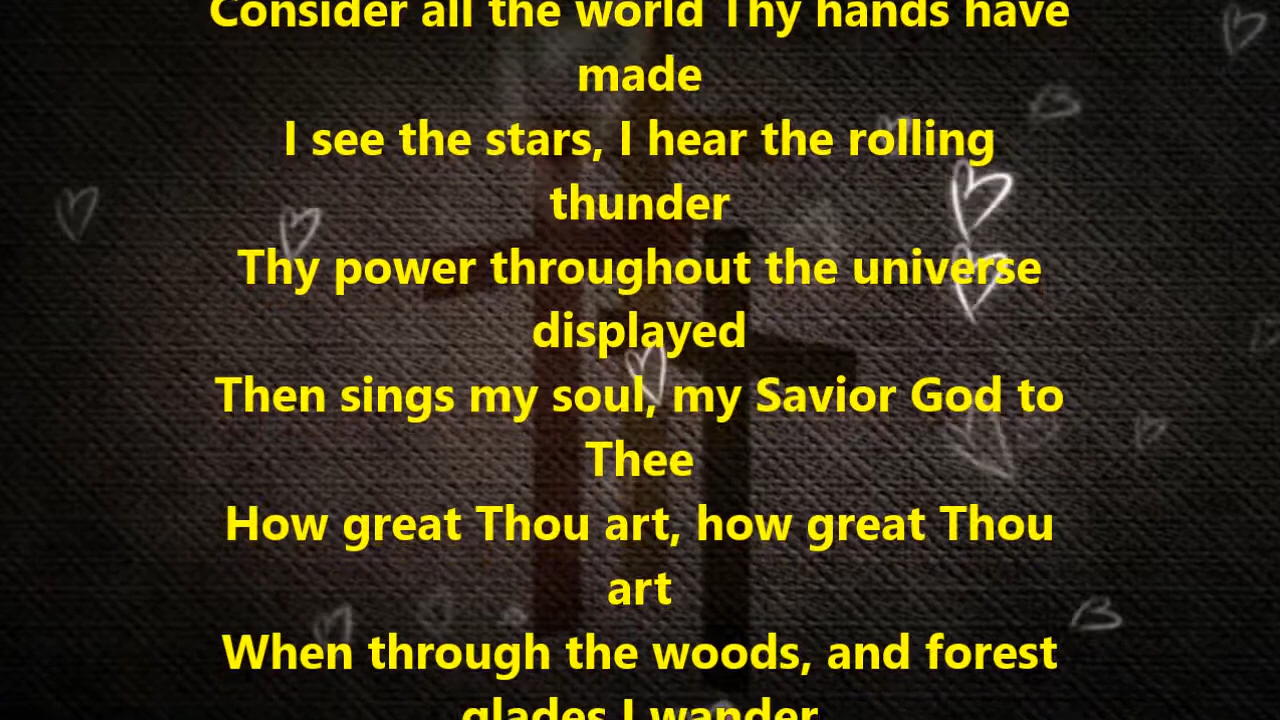 Consider all the world Thy hands have
made
I see the stars, I hear the rolling
thunder
Thy power throughout the universe
displayed
Then sings my soul, my Savior God to
Thee
How great Thou art, how great Thou
art
When through the woods, and forest
glades I wander